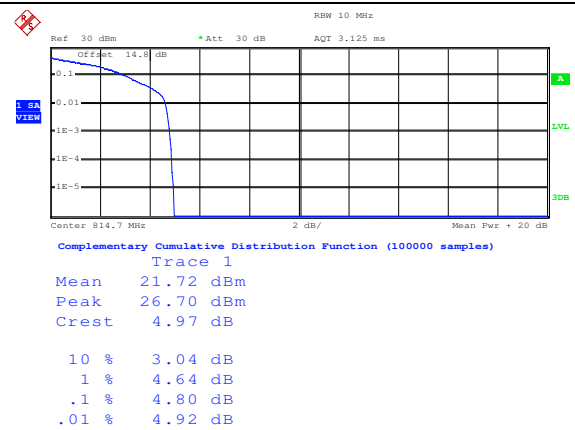 R S
RBW 10 MHz
Ref 30 dBm * Att 30 dB AQT 3.125 ms
Offset 14.8 dB
0.1
A
0.01
1 SA
VIEW
1E-3
LVL
1E-4
1E-5
3DB
Center 814.7 MHz 2 dB/ Mean Pwr + 20 dB
Complementary Cumulative Distribution Function (100000 samples)
Trace 1
Mean 21.72 dBm
Peak 26.70 dBm
Crest 4.97 dB
10 % 3.04 dB
1 % 4.64 dB
.1 % 4.80 dB
.01 % 4.92 dB